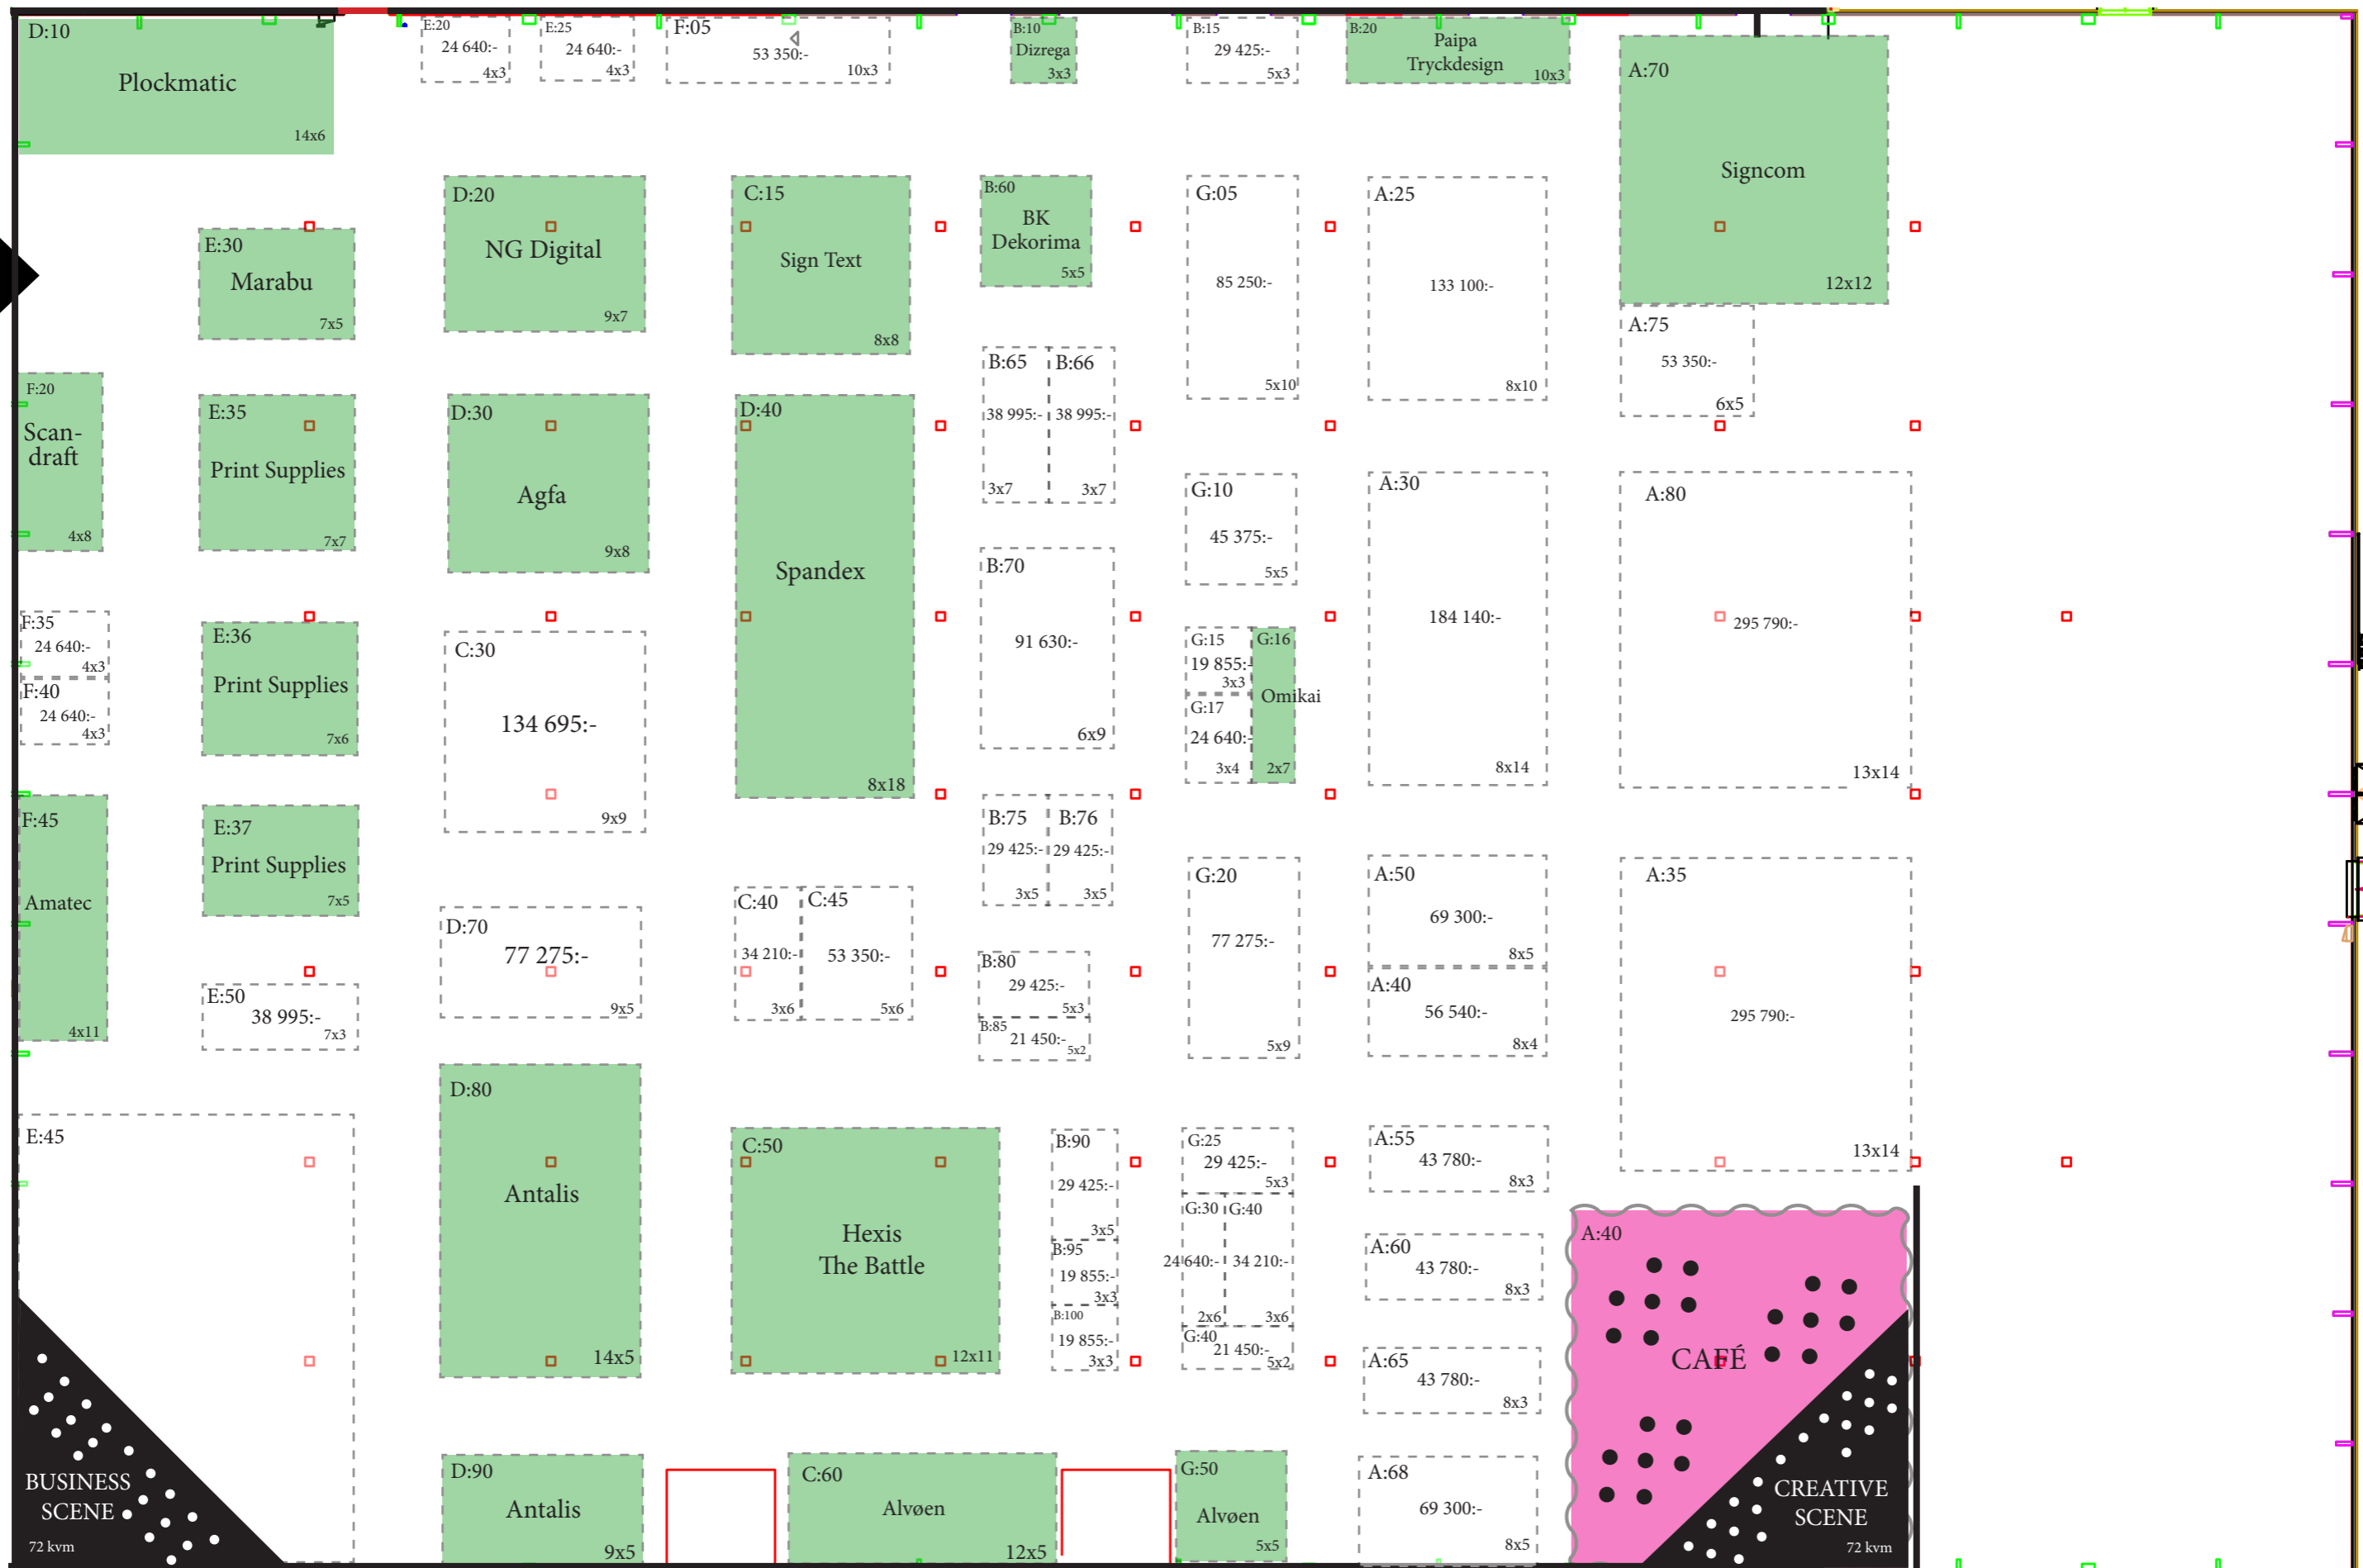 D:10
Plockmatic
14x6
E:20
24 640:-
4x3
E:25
24 640:-
4x3
F:05
53 350:-
10x3
B:10
Dizrega
3x3
B:15
29 425:-
5x3
B:20
Paipa
Tryckdesign
10x3
A:70
Signcom
12x12
E:30
Marabu
7x5
D:20
NG Digital
9x7
C:15
Sign Text
8x8
B:60
BK
Dekorima
5x5
G:05
85 250:-
5x10
A:25
133 100:-
8x10
A:75
53 350:-
6x5
F:20
Scan-
draft
4x8
E:35
Print Supplies
7x7
D:30
Agfa
9x8
D:40
Spandex
8x18
B:65
38 995:-
3x7
B:66
38 995:-
3x7
G:10
45 375:-
5x5
A:30
184 140:-
8x14
A:80
295 790:-
13x14
F:35
24 640:-
4x3
F:40
24 640:-
4x3
E:36
Print Supplies
7x6
C:30
134 695:-
9x9
B:70
91 630:-
6x9
G:15
19 855:-
3x3
G:16
Omikai
2x7
G:17
24 640:-
3x4
F:45
Amatec
4x11
E:37
Print Supplies
7x5
D:70
77 275:-
9x5
C:40
34 210:-
3x6
C:45
53 350:-
5x6
B:75
29 425:-
3x5
B:76
29 425:-
3x5
G:20
77 275:-
5x9
A:50
69 300:-
8x5
A:40
56 540:-
8x4
A:35
295 790:-
13x14
E:50
38 995:-
7x3
B:80
29 425:-
5x3
B:85
21 450:-
5x2
E:45
D:80
Antalis
14x5
C:50
Hexis
The Battle
12x11
B:90
29 425:-
3x5
B:95
19 855:-
3x3
B:100
19 855:-
3x3
G:25
29 425:-
5x3
G:30
24 640:-
2x6
G:40
34 210:-
3x6
G:40
21 450:-
5x2
A:55
43 780:-
8x3
A:60
43 780:-
8x3
A:65
43 780:-
8x3
A:40
CAFÉ
BUSINESS
SCENE
72 kvm
D:90
Antalis
9x5
C:60
Alvøen
12x5
G:50
Alvøen
5x5
A:68
69 300:-
8x5
CREATIVE
SCENE
72 kvm